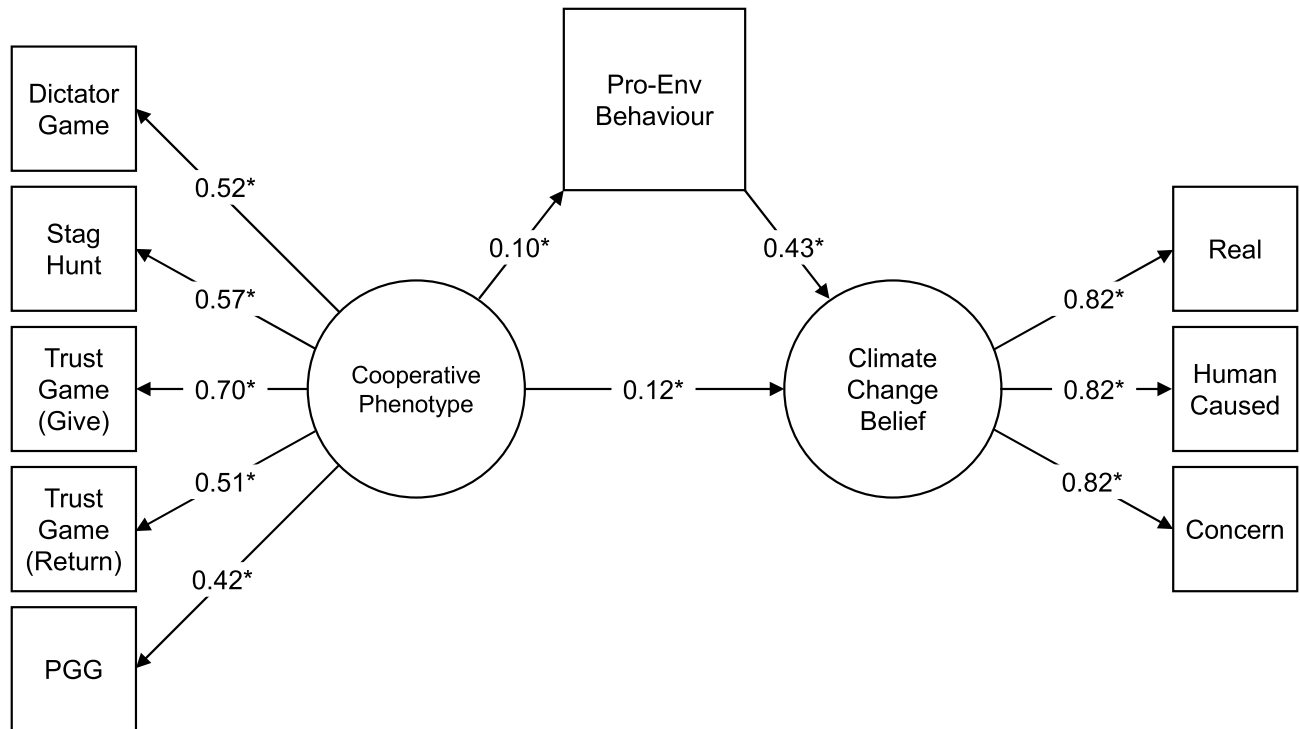 Dictator
Game
Stag
Hunt
Trust
Game
(Give)
Trust
Game
(Return)
PGG
0.52*
0.57*
0.70*
0.51*
0.42*
Cooperative
Phenotype
0.10*
Pro-Env
Behaviour
0.43*
0.12*
Climate
Change
Belief
0.82*
0.82*
0.82*
Real
Human
Caused
Concern